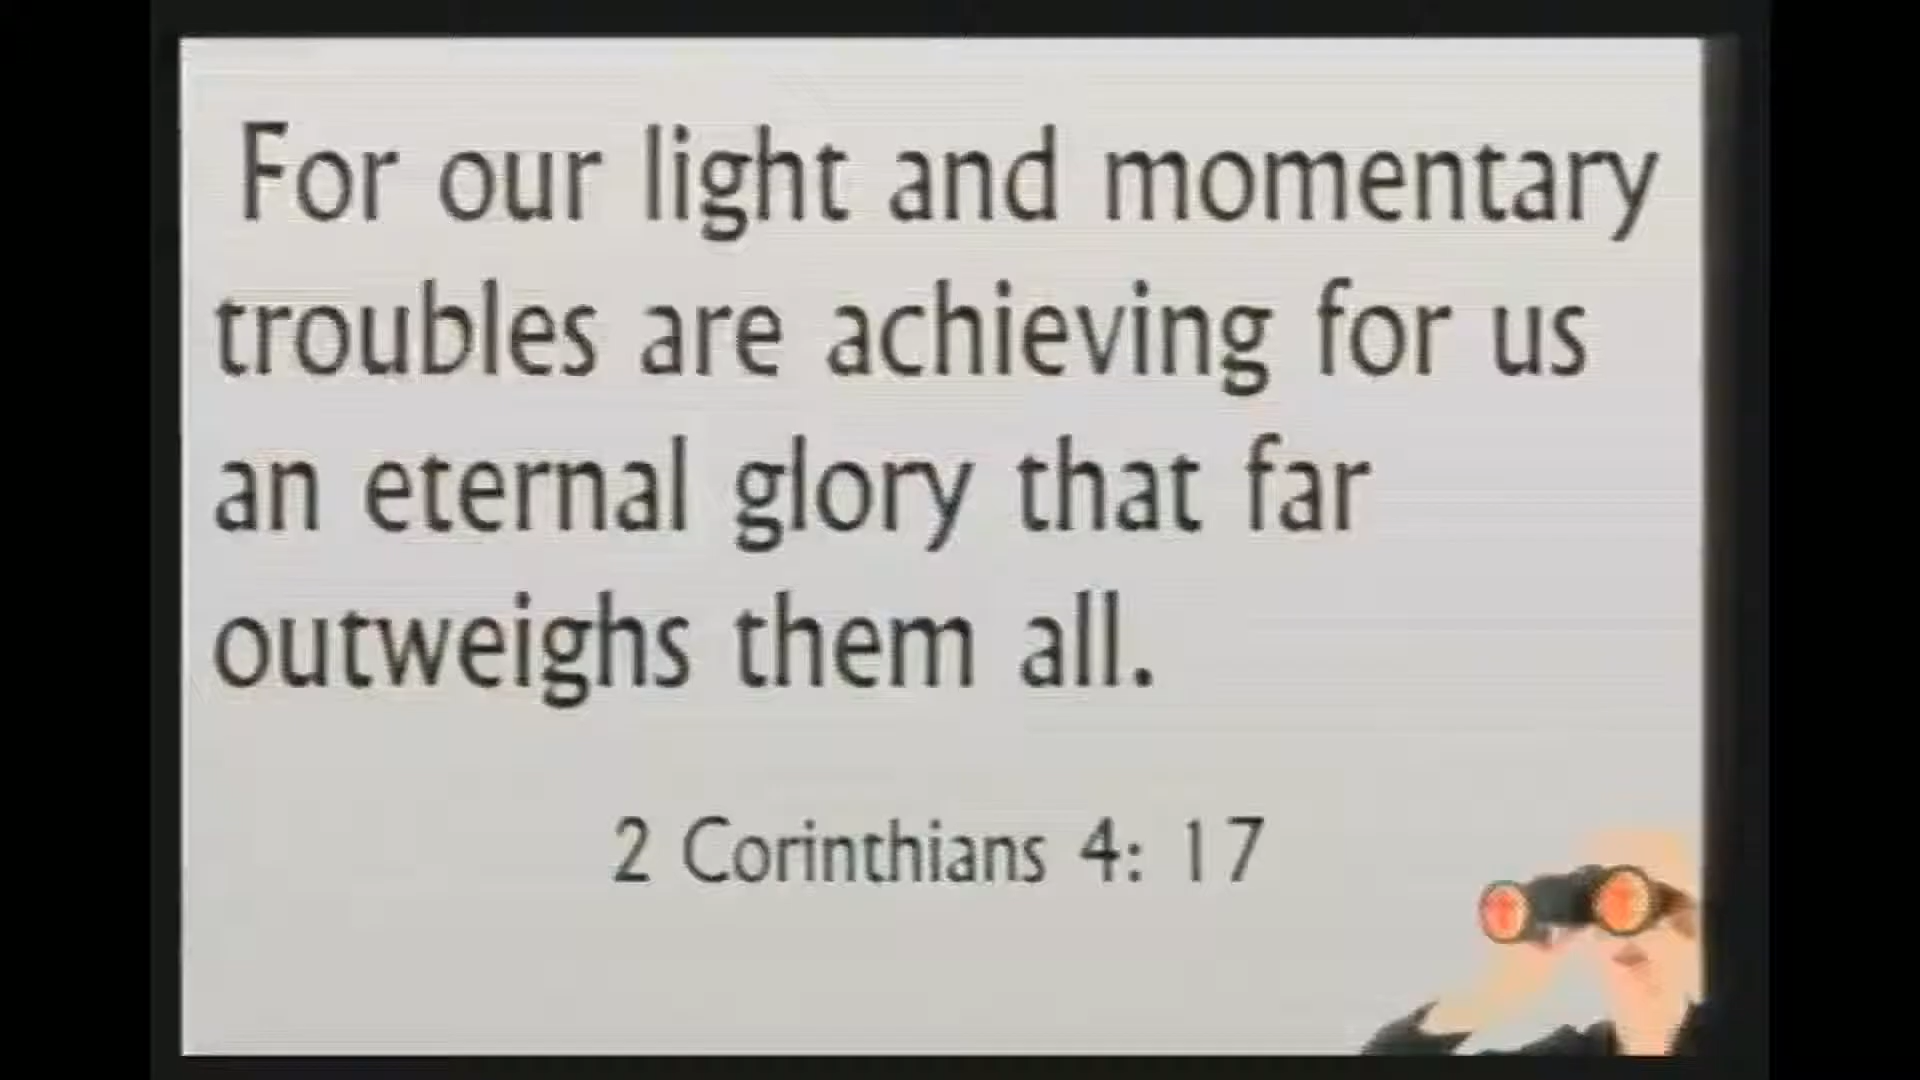 For our light and momentary
troubles are achieving for us
an eternal glory that far
outweighs them all.
2 Corinthians 4: 17